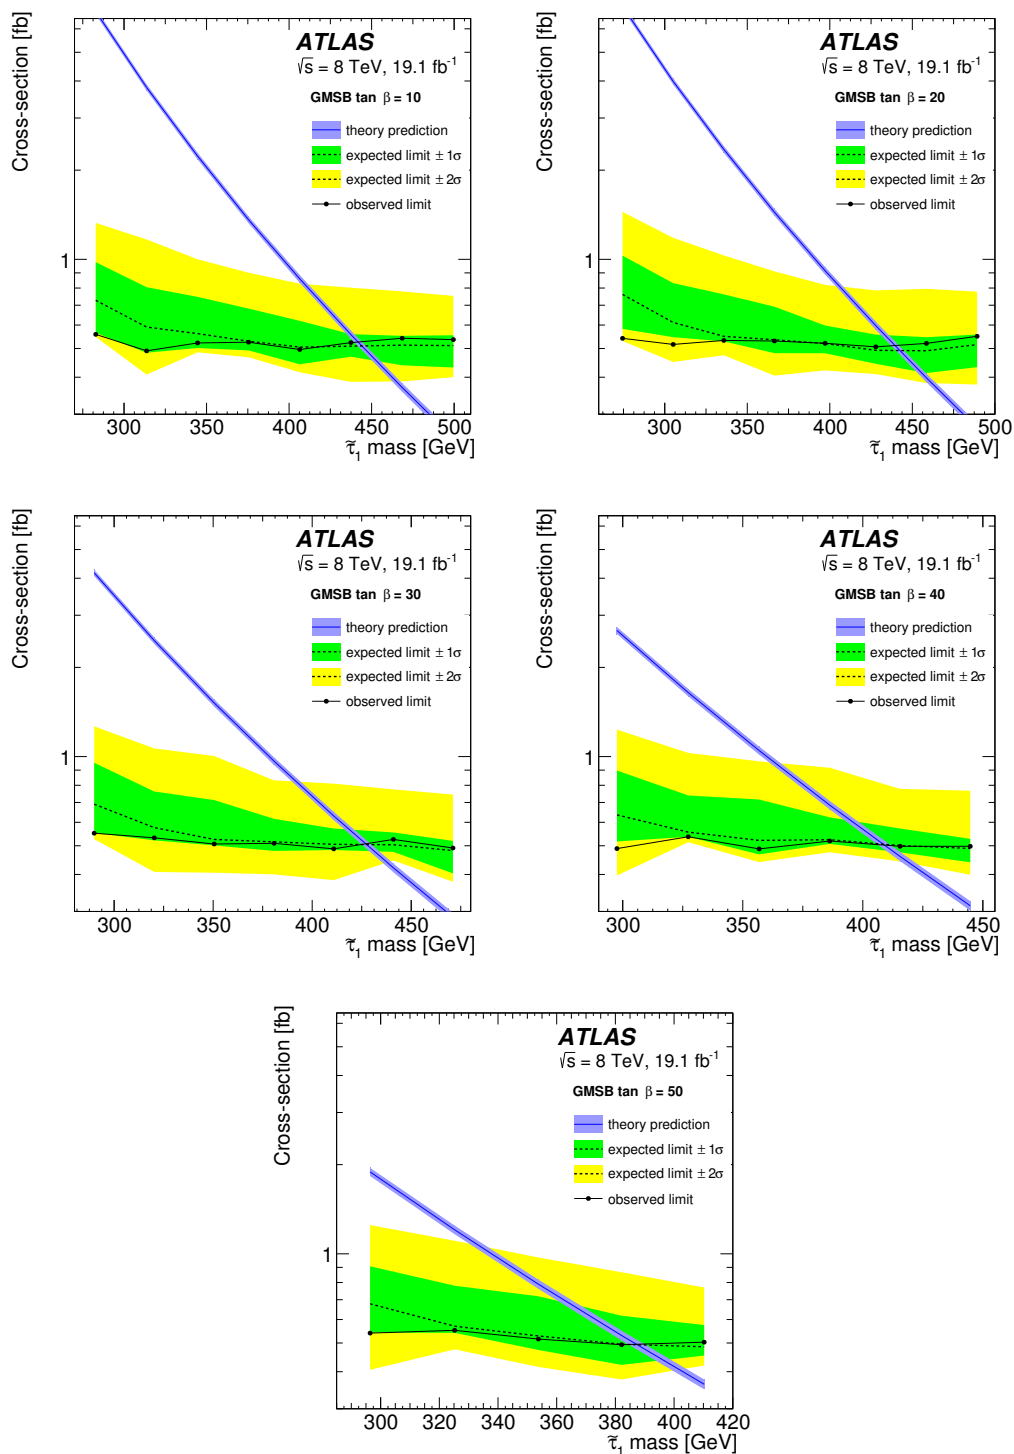 Cross-section [fb]
ATLAS
√s = 8 TeV, 19.1 fb⁻¹
GMSB tan β = 10
theory prediction
expected limit ± 1σ
expected limit ± 2σ
observed limit
1
300 350 400 450 500
τ̃₁ mass [GeV]
Cross-section [fb]
ATLAS
√s = 8 TeV, 19.1 fb⁻¹
GMSB tan β = 20
theory prediction
expected limit ± 1σ
expected limit ± 2σ
observed limit
1
300 350 400 450 500
τ̃₁ mass [GeV]
Cross-section [fb]
ATLAS
√s = 8 TeV, 19.1 fb⁻¹
GMSB tan β = 30
theory prediction
expected limit ± 1σ
expected limit ± 2σ
observed limit
1
300 350 400 450
τ̃₁ mass [GeV]
Cross-section [fb]
ATLAS
√s = 8 TeV, 19.1 fb⁻¹
GMSB tan β = 40
theory prediction
expected limit ± 1σ
expected limit ± 2σ
observed limit
1
300 350 400 450
τ̃₁ mass [GeV]
Cross-section [fb]
ATLAS
√s = 8 TeV, 19.1 fb⁻¹
GMSB tan β = 50
theory prediction
expected limit ± 1σ
expected limit ± 2σ
observed limit
1
300 320 340 360 380 400 420
τ̃₁ mass [GeV]